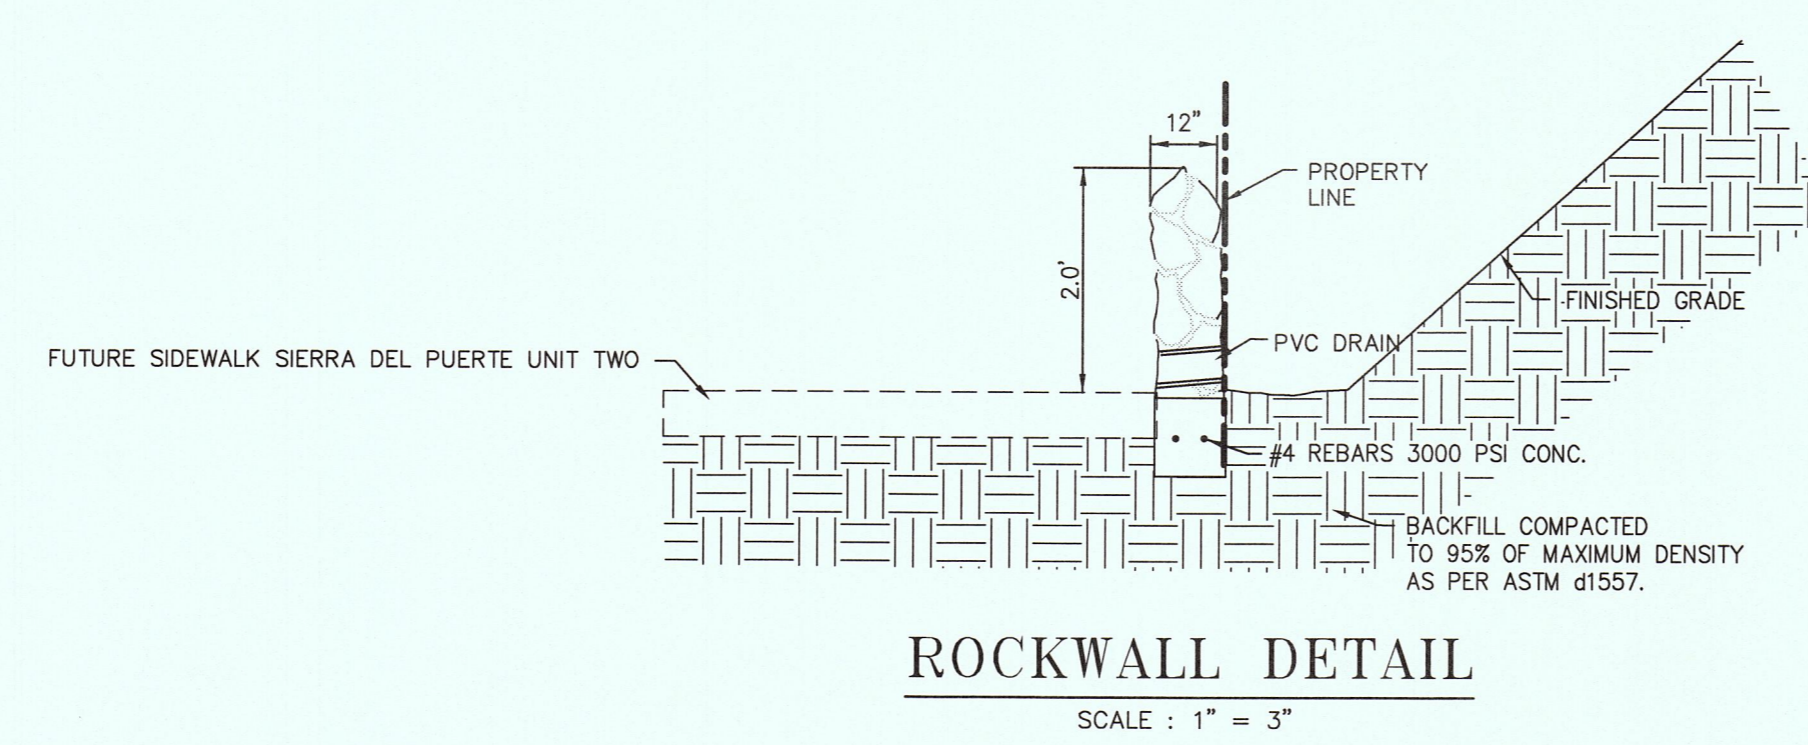 12"
PROPERTY
LINE
2.0'
FINISHED GRADE
PVC DRAIN
FUTURE SIDEWALK SIERRA DEL PUERTE UNIT TWO
#4 REBARS 3000 PSI CONC.
BACKFILL COMPACTED
TO 95% OF MAXIMUM DENSITY
AS PER ASTM d1557.
ROCKWALL DETAIL
SCALE : 1" = 3"